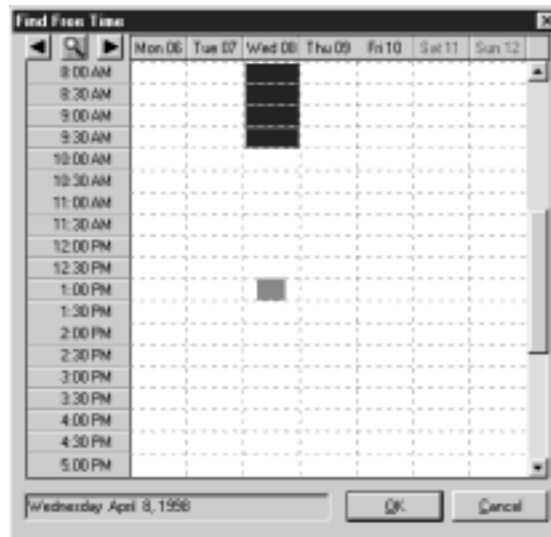 Find Free Time
Mon 06 Tue 07 Wed 08 Thu 09 Fri 10 Sat 11 Sun 12
8:00 AM
8:30 AM
9:00 AM
9:30 AM
10:00 AM
10:30 AM
11:00 AM
11:30 AM
12:00 PM
12:30 PM
1:00 PM
1:30 PM
2:00 PM
2:30 PM
3:00 PM
3:30 PM
4:00 PM
4:30 PM
5:00 PM
Wednesday April 8, 1998 OK Cancel